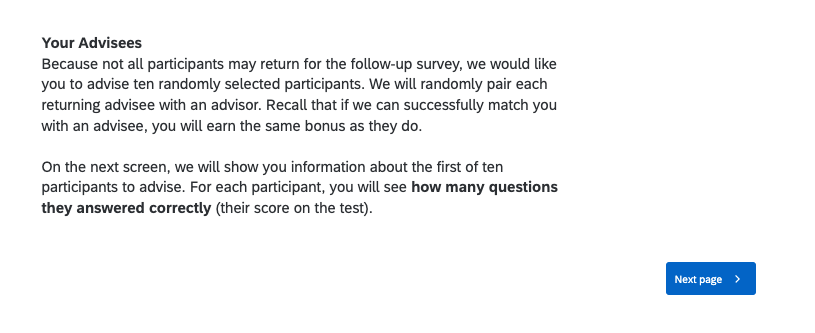 Your Advisees
Because not all participants may return for the follow-up survey, we would like
you to advise ten randomly selected participants. We will randomly pair each
returning advisee with an advisor. Recall that if we can successfully match you
with an advisee, you will earn the same bonus as they do.
On the next screen, we will show you information about the first of ten
participants to advise. For each participant, you will see how many questions
they answered correctly (their score on the test).
Next page